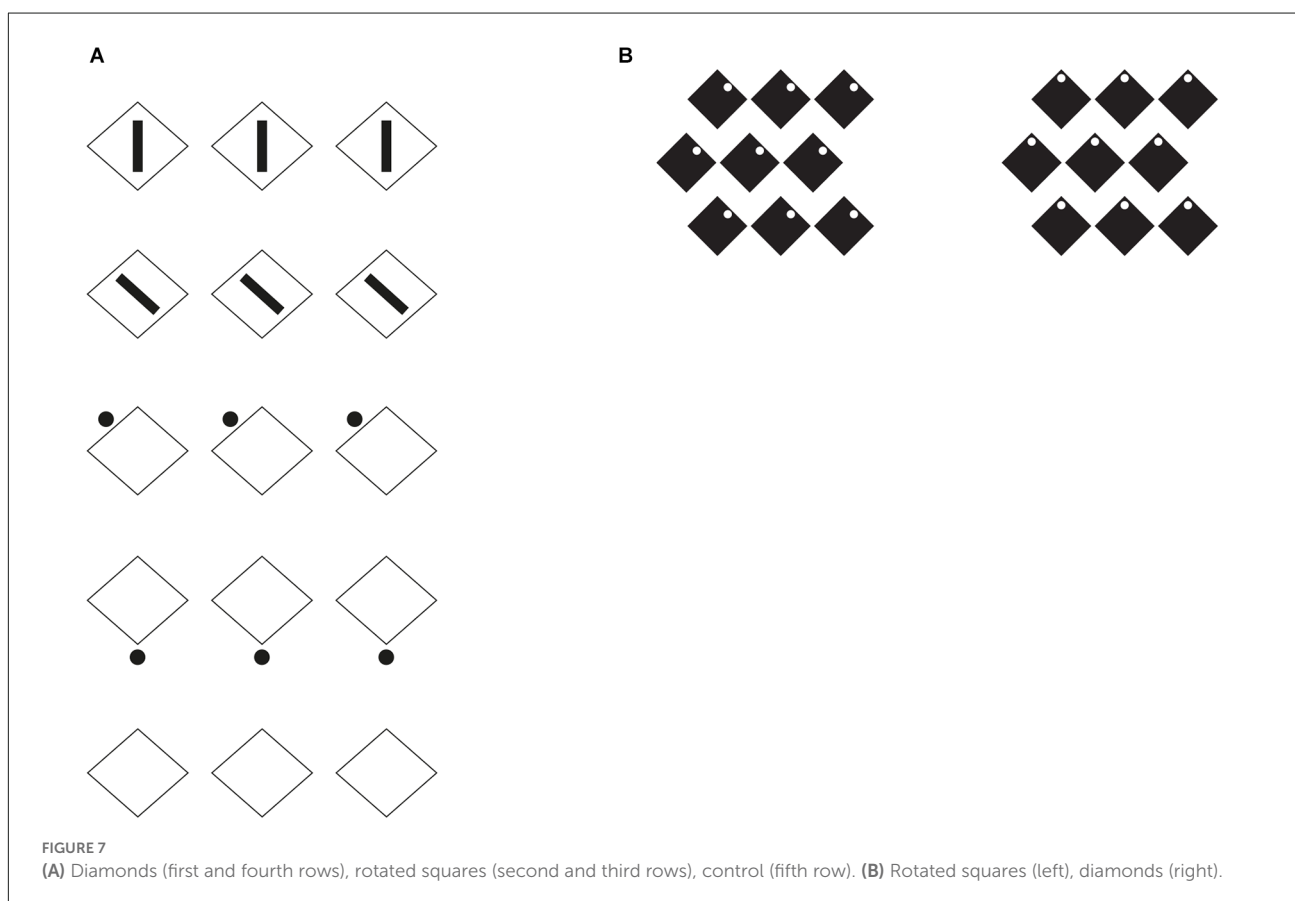 A
B
FIGURE 7
(A) Diamonds (first and fourth rows), rotated squares (second and third rows), control (fifth row). (B) Rotated squares (left), diamonds (right).